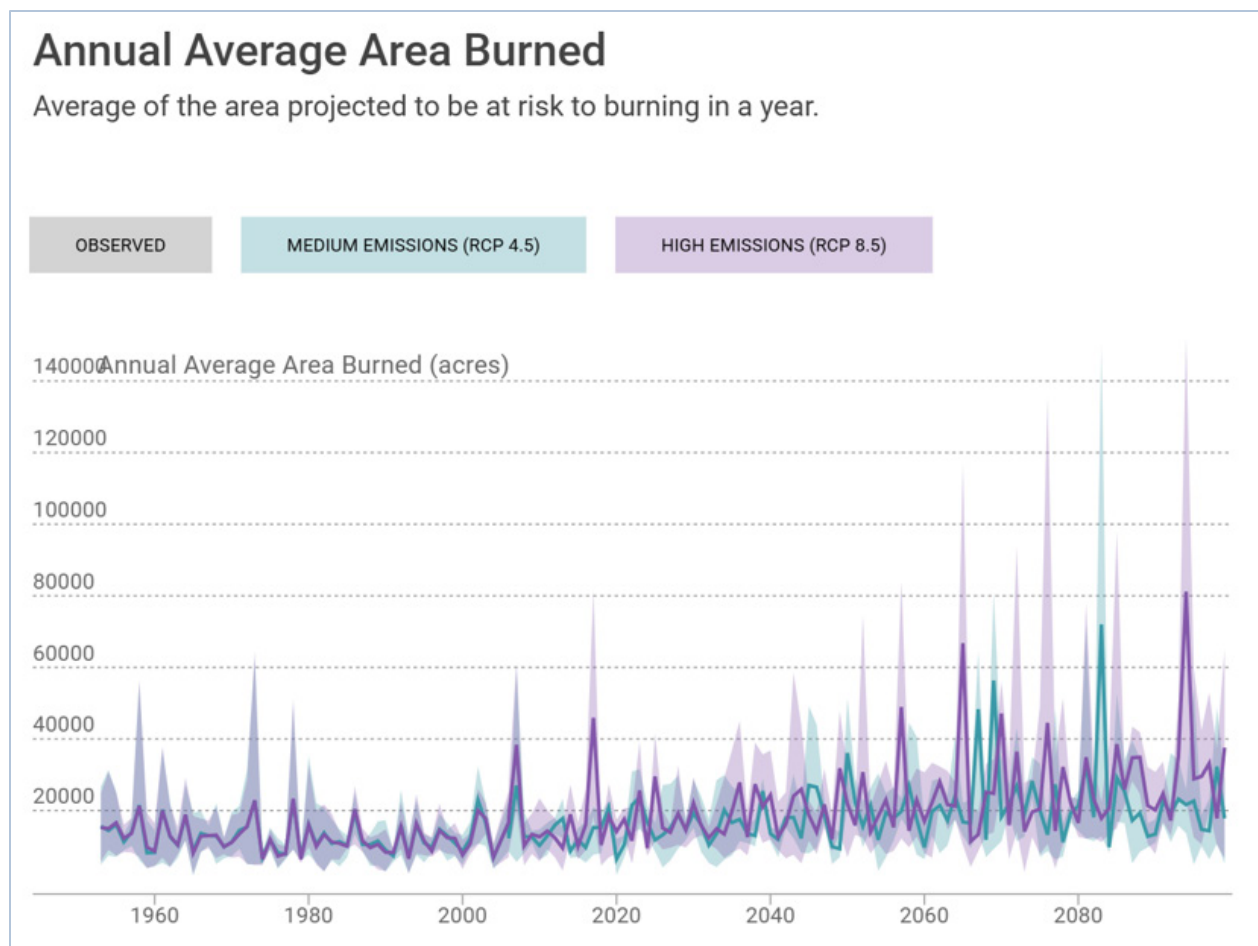 Annual Average Area Burned
Average of the area projected to be at risk to burning in a year.
OBSERVED
MEDIUM EMISSIONS (RCP 4.5)
HIGH EMISSIONS (RCP 8.5)
140000
Annual Average Area Burned (acres)
120000
100000
80000
60000
40000
20000
1960 1980 2000 2020 2040 2060 2080